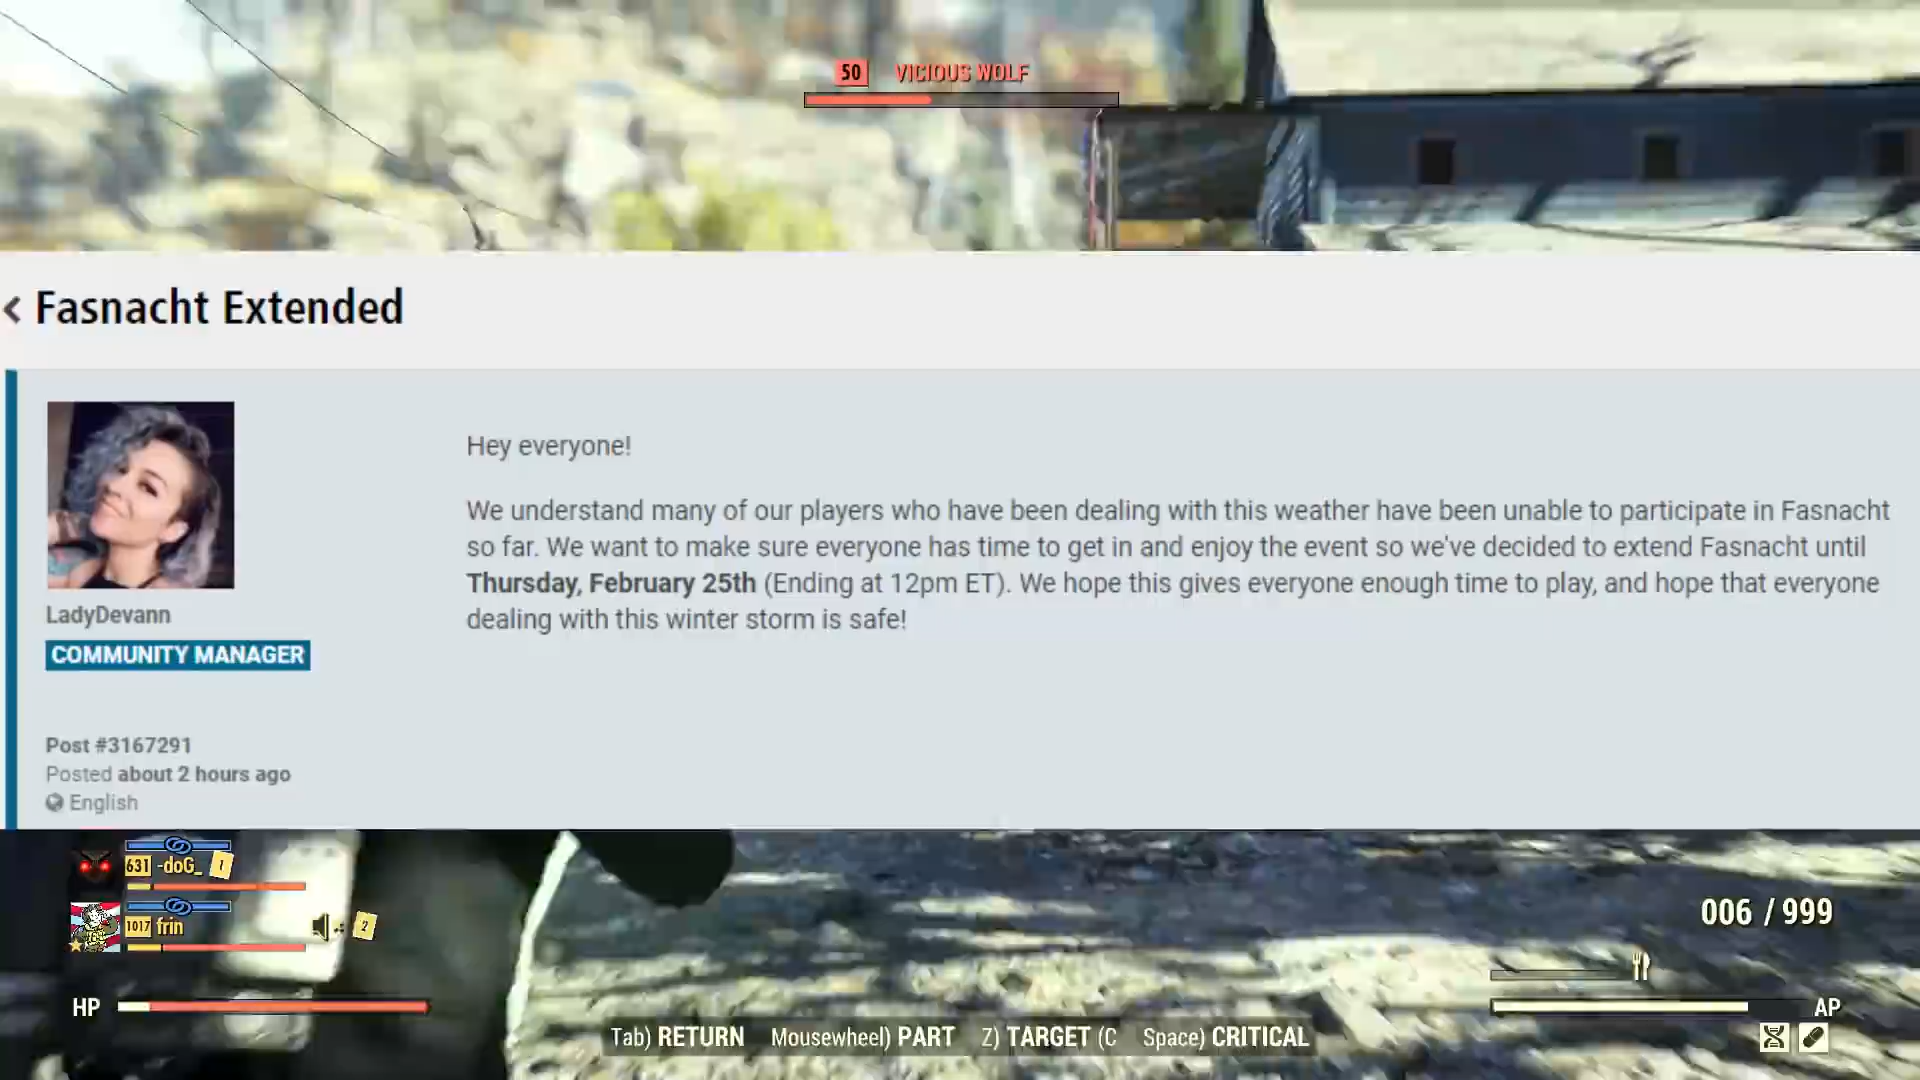 50 VICIOUS WOLF
< Fasnacht Extended
Hey everyone!
We understand many of our players who have been dealing with this weather have been unable to participate in Fasnacht
so far. We want to make sure everyone has time to get in and enjoy the event so we've decided to extend Fasnacht until
Thursday, February 25th (Ending at 12pm ET). We hope this gives everyone enough time to play, and hope that everyone
dealing with this winter storm is safe!
LadyDevann
COMMUNITY MANAGER
Post #3167291
Posted about 2 hours ago
English
631 -doG_ 1
1017 frin 2
006 / 999
HP
AP
Tab) RETURN Mousewheel) PART Z) TARGET (C Space) CRITICAL